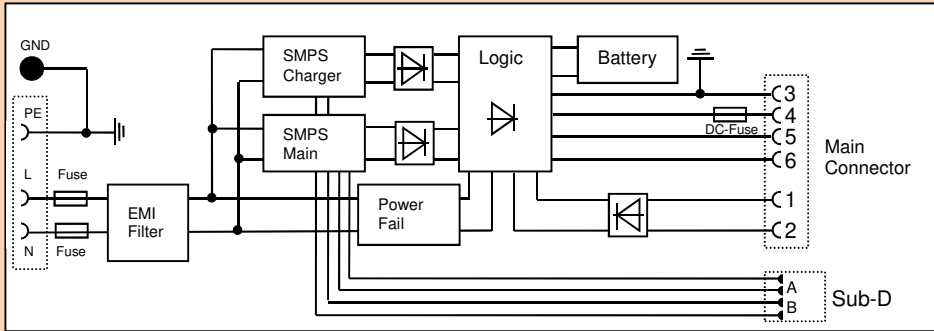 GND
PE
L
N
Fuse
Fuse
EMI
Filter
SMPS
Charger
SMPS
Main
Power
Fail
Logic
Battery
DC-Fuse
3
4
5
6
1
2
Main
Connector
A
B
Sub-D